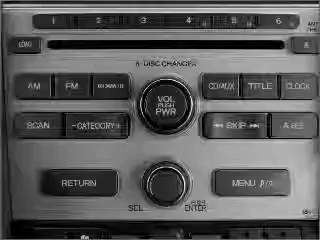 1 2 3 4 5 6
LOAD
6-DISC CHANGER
AM FM CD/AUX TITLE CLOCK
VOL
PUSH
PWR
SCAN -CATEGORY+ SKIP
RETURN MENU
SEL PUSH
ENTER